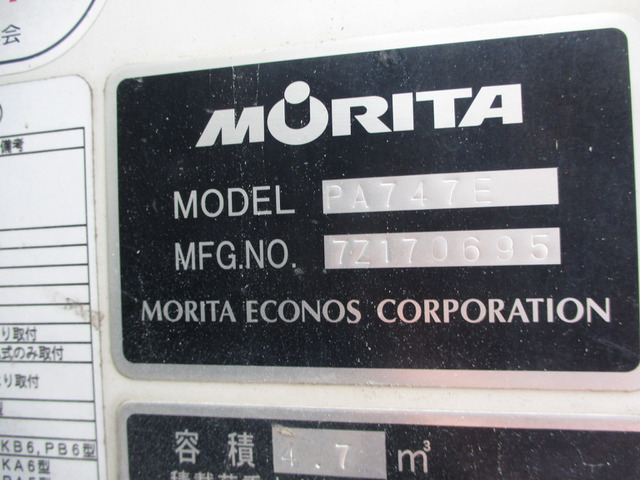 会
備考
MORITA
MODEL PA747E
MFG.NO. 7Z170695
MORITA ECONOS CORPORATION
り取付
式のみ取付
り取付
型
KB6,PB6型
KA6型
容積 4.7 m³